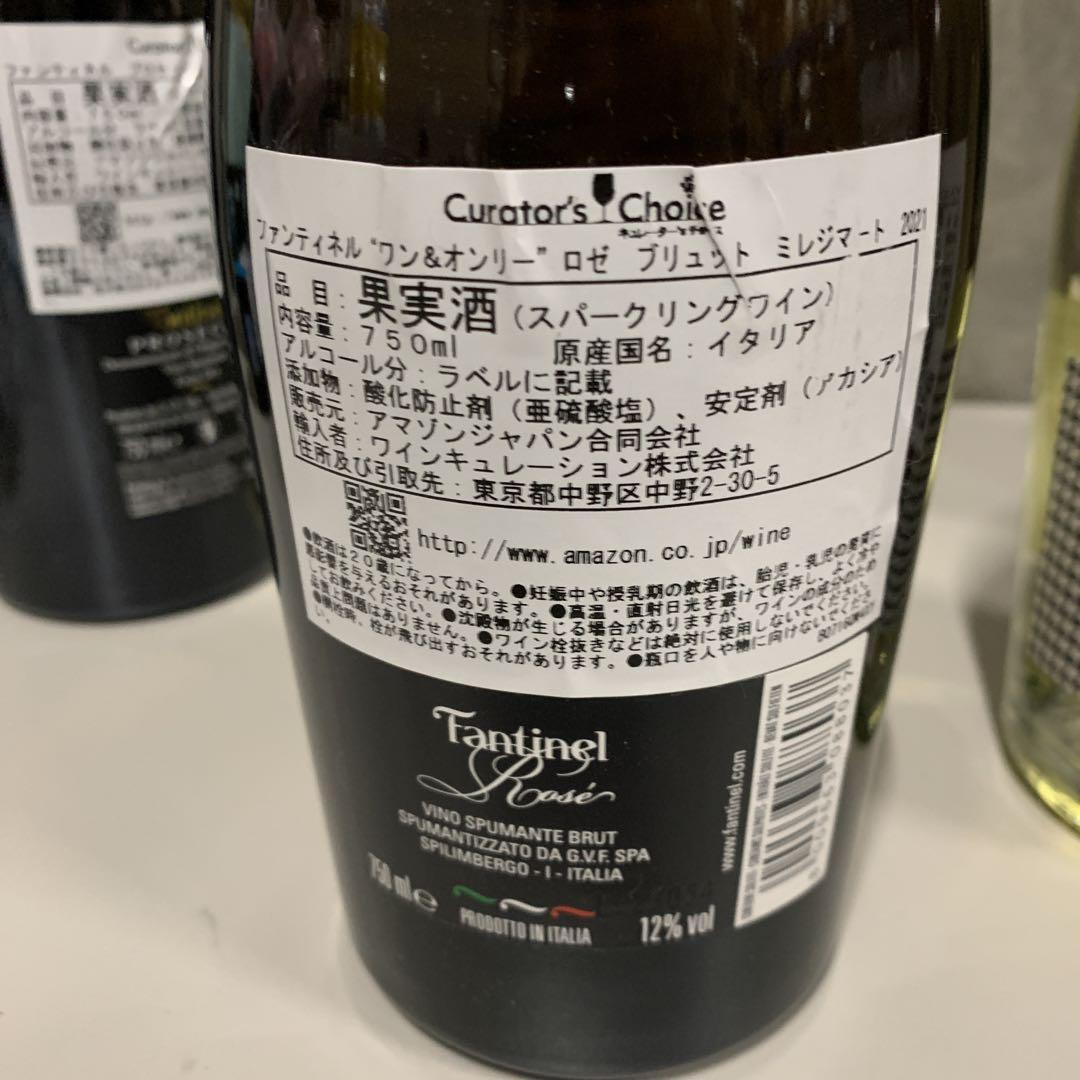 Curator's Choice
キュレーターズチョイス
ファンティネル "ワン&オンリー" ロゼ ブリュット ミレジマート 2021
品 目:果実酒(スパークリングワイン)
内容量:750ml 原産国名:イタリア
アルコール分:ラベルに記載
添加物:酸化防止剤(亜硫酸塩)、安定剤(アカシア)
販売元:アマゾンジャパン合同会社
輸入者:ワインキュレーション株式会社
住所及び引取先:東京都中野区中野2-30-5
http://www.amazon.co.jp/wine
●飲酒は20歳になってから。●妊娠中や授乳期の飲酒は、胎児・乳児の発育に
悪影響を与えるおそれがあります。●高温・直射日光を避けて保存し、よく冷や
してお飲みください。●沈殿物が生じる場合がありますが、ワインの成分のため
品質上問題はありません。●ワイン栓抜きなどは絶対に使用しないでください。
●開栓時、栓が飛び出すおそれがあります。●瓶口を人や物に向けないでくださ
い。
Fantinel
Rosé
VINO SPUMANTE BRUT
SPUMANTIZZATO DA G.V.F. SPA
SPILIMBERGO - I - ITALIA
750 ml e
PRODOTTO IN ITALIA
12% vol
www.fantinel.com
Curator's
ファンティネル
品 目 果実酒
内容量 750ml